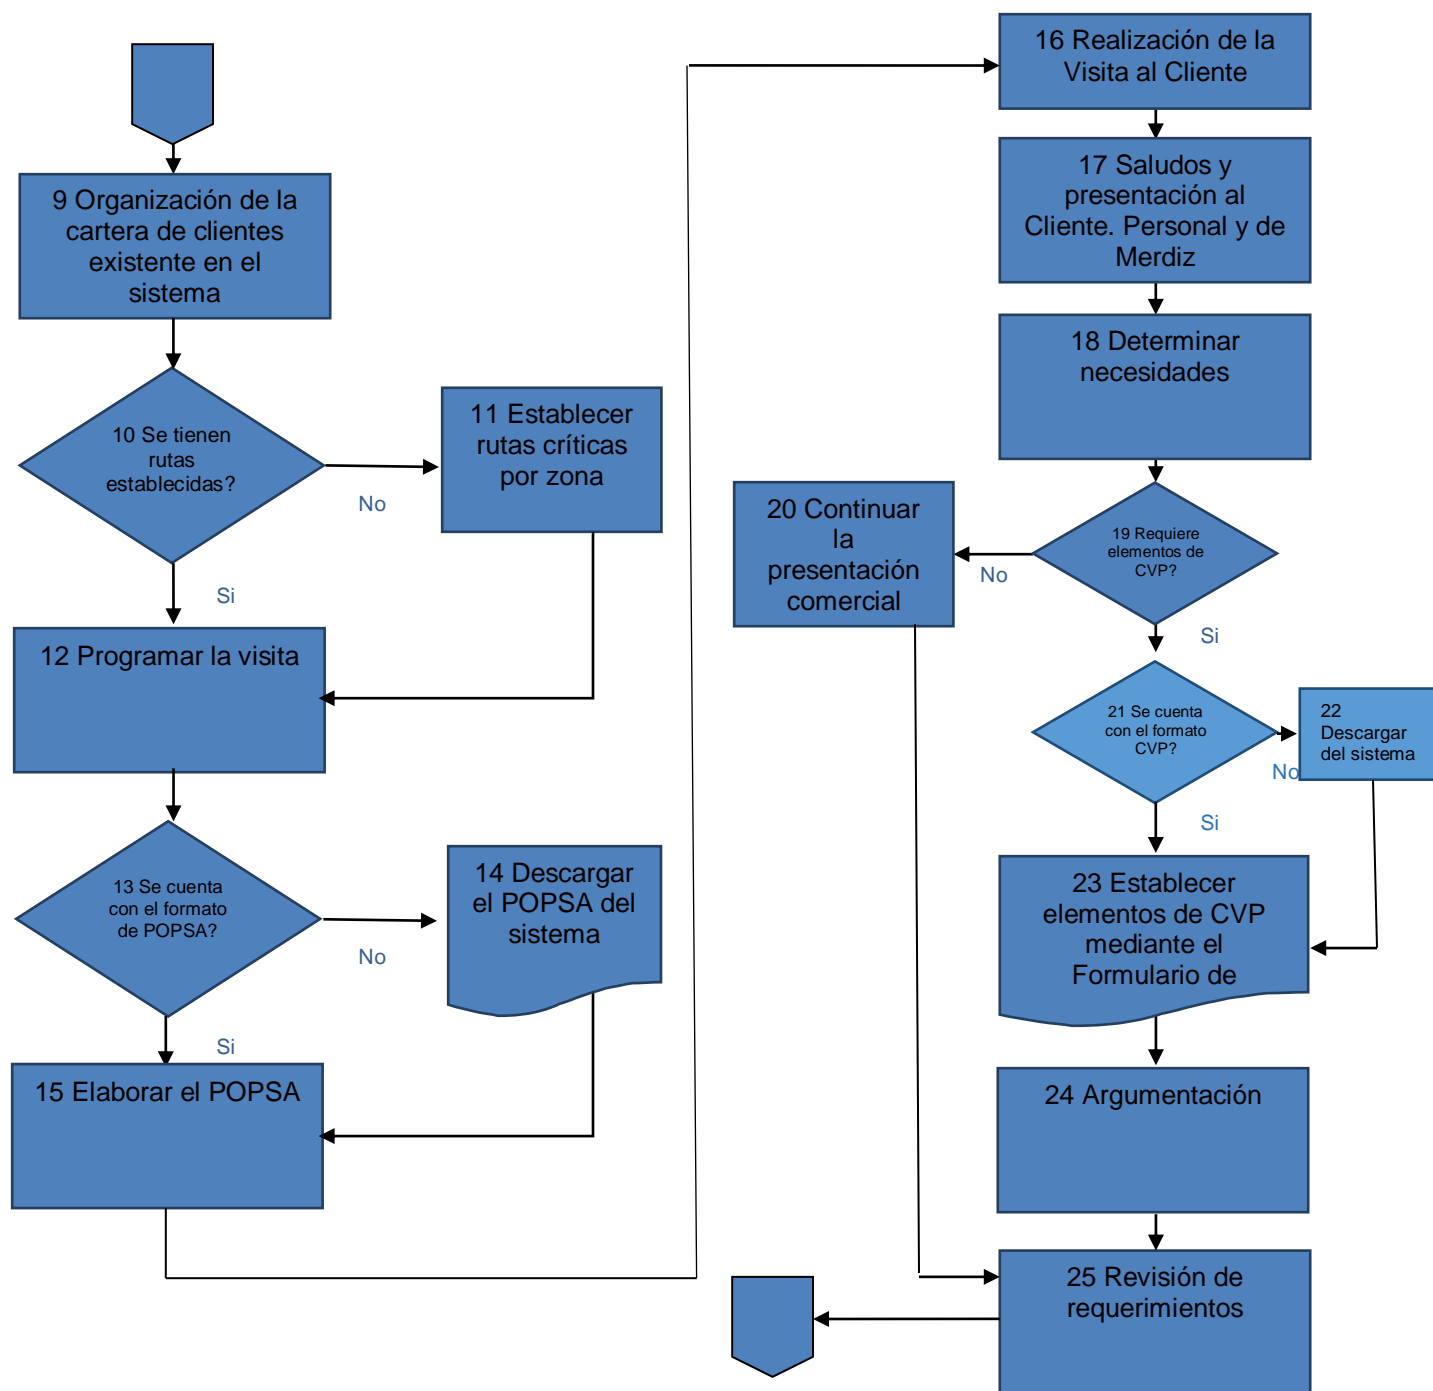 9 Organización de la
cartera de clientes
existente en el
sistema
10 Se tienen
rutas
establecidas?
No
11 Establecer
rutas críticas
por zona
Si
12 Programar la visita
13 Se cuenta
con el formato
de POPSA?
No
14 Descargar
el POPSA del
sistema
Si
15 Elaborar el POPSA
16 Realización de la
Visita al Cliente
17 Saludos y
presentación al
Cliente. Personal y de
Merdiz
18 Determinar
necesidades
19 Requiere
elementos de
CVP?
No
20 Continuar
la
presentación
comercial
Si
21 Se cuenta
con el formato
CVP?
No
22
Descargar
del sistema
Si
23 Establecer
elementos de CVP
mediante el
Formulario de
24 Argumentación
25 Revisión de
requerimientos